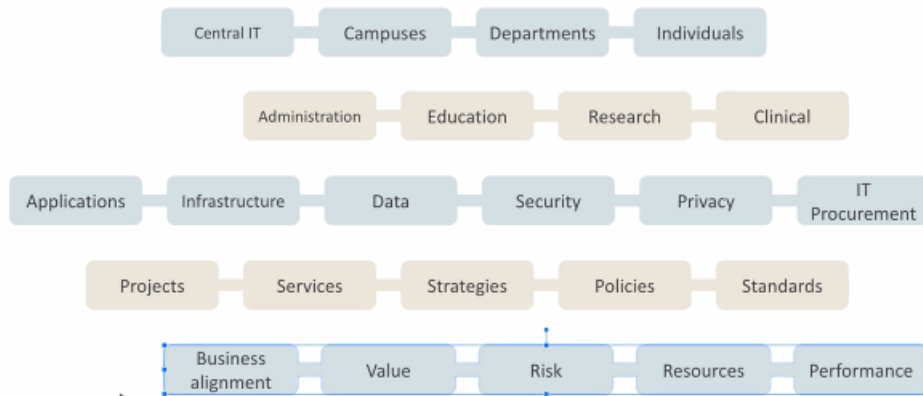 Central IT Campuses Departments Individuals
Administration Education Research Clinical
Applications Infrastructure Data Security Privacy IT Procurement
Projects Services Strategies Policies Standards
Business alignment Value Risk Resources Performance